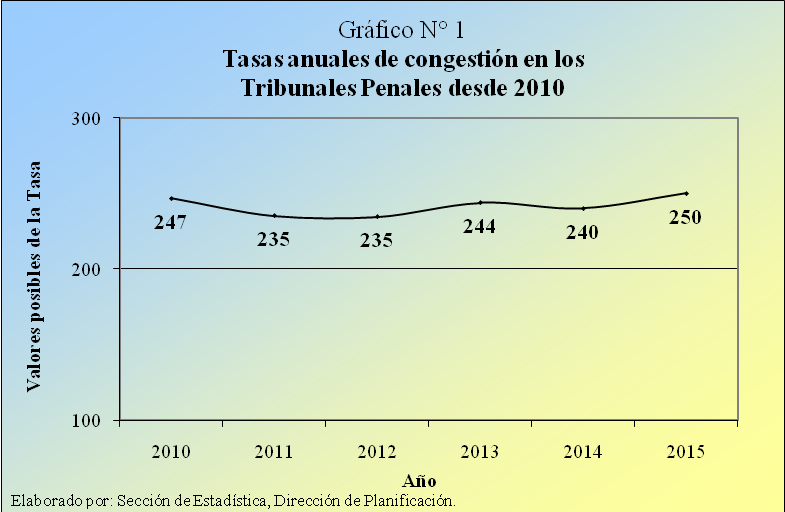 Gráfico N° 1
Tasas anuales de congestión en los
Tribunales Penales desde 2010
300
200
100
Valores posibles de la Tasa
247
235
235
244
240
250
2010 2011 2012 2013 2014 2015
Año
Elaborado por: Sección de Estadística, Dirección de Planificación.